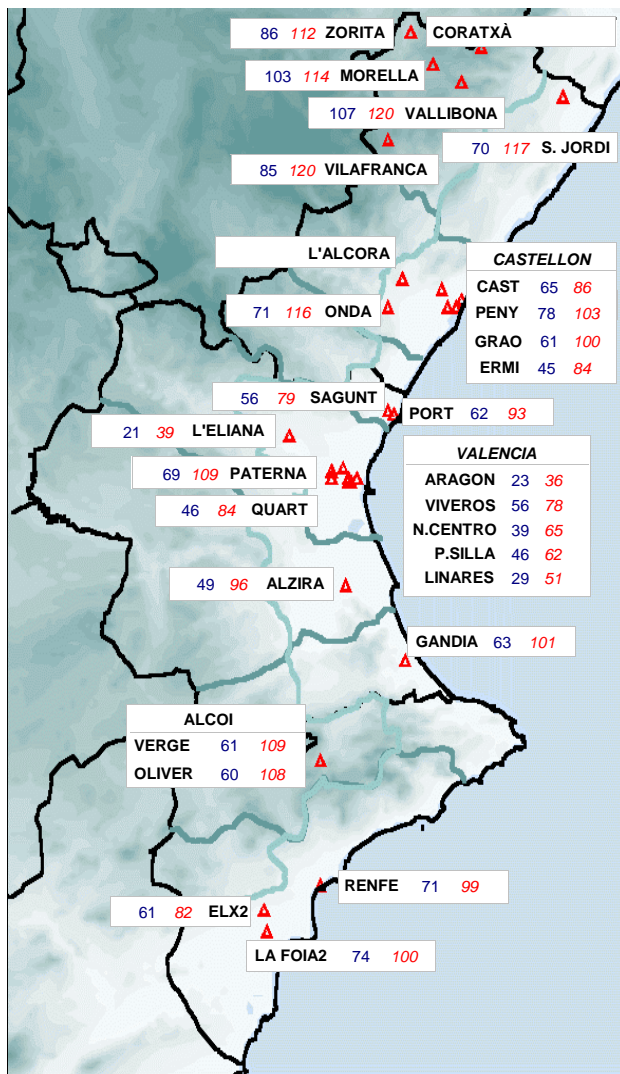 86 112 ZORITA
CORATXÀ
103 114 MORELLA
107 120 VALLIBONA
70 117 S. JORDI
85 120 VILAFRANCA
L'ALCORA
CASTELLON
CAST 65 86
PENY 78 103
GRAO 61 100
ERMI 45 84
71 116 ONDA
56 79 SAGUNT
PORT 62 93
21 39 L'ELIANA
VALENCIA
ARAGON 23 36
VIVEROS 56 78
N.CENTRO 39 65
P.SILLA 46 62
LINARES 29 51
69 109 PATERNA
46 84 QUART
49 96 ALZIRA
GANDIA 63 101
ALCOI
VERGE 61 109
OLIVER 60 108
RENFE 71 99
61 82 ELX2
LA FOIA2 74 100